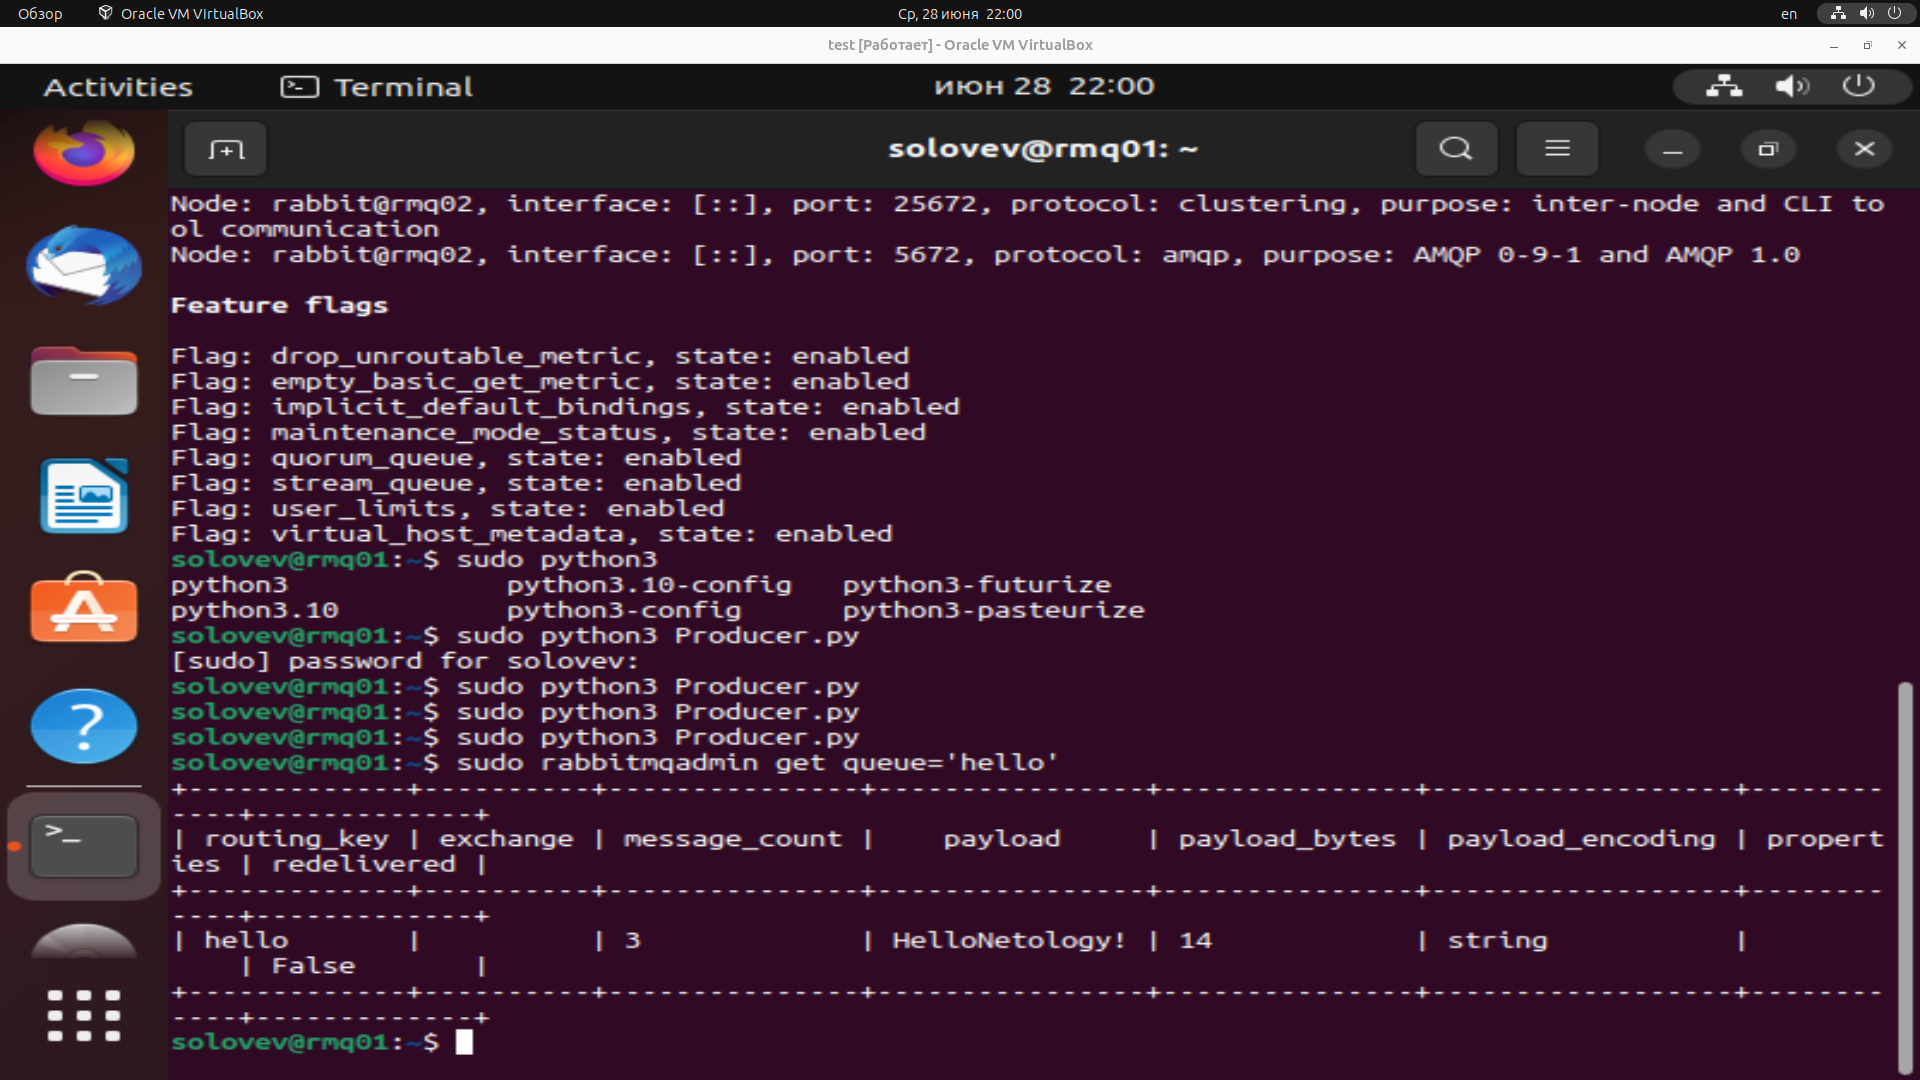 Обзор Oracle VM VirtualBox Ср, 28 июня 22:00 en
test [Работает] - Oracle VM VirtualBox
Activities Terminal июн 28 22:00
solovev@rmq01: ~
Node: rabbit@rmq02, interface: [::], port: 25672, protocol: clustering, purpose: inter-node and CLI to
ol communication
Node: rabbit@rmq02, interface: [::], port: 5672, protocol: amqp, purpose: AMQP 0-9-1 and AMQP 1.0
Feature flags
Flag: drop_unroutable_metric, state: enabled
Flag: empty_basic_get_metric, state: enabled
Flag: implicit_default_bindings, state: enabled
Flag: maintenance_mode_status, state: enabled
Flag: quorum_queue, state: enabled
Flag: stream_queue, state: enabled
Flag: user_limits, state: enabled
Flag: virtual_host_metadata, state: enabled
solovev@rmq01:~$ sudo python3
python3 python3.10-config python3-futurize
python3.10 python3-config python3-pasteurize
solovev@rmq01:~$ sudo python3 Producer.py
[sudo] password for solovev:
solovev@rmq01:~$ sudo python3 Producer.py
solovev@rmq01:~$ sudo python3 Producer.py
solovev@rmq01:~$ sudo python3 Producer.py
solovev@rmq01:~$ sudo rabbitmqadmin get queue='hello'
+-------------+----------+---------------+----------------+---------------+------------------+--------
----+-------------+
| routing_key | exchange | message_count |    payload     | payload_bytes | payload_encoding | propert
ies | redelivered |
+-------------+----------+---------------+----------------+---------------+------------------+--------
----+-------------+
| hello       |          | 3             | HelloNetology! | 14            | string           |
    | False       |
+-------------+----------+---------------+----------------+---------------+------------------+--------
----+-------------+
solovev@rmq01:~$